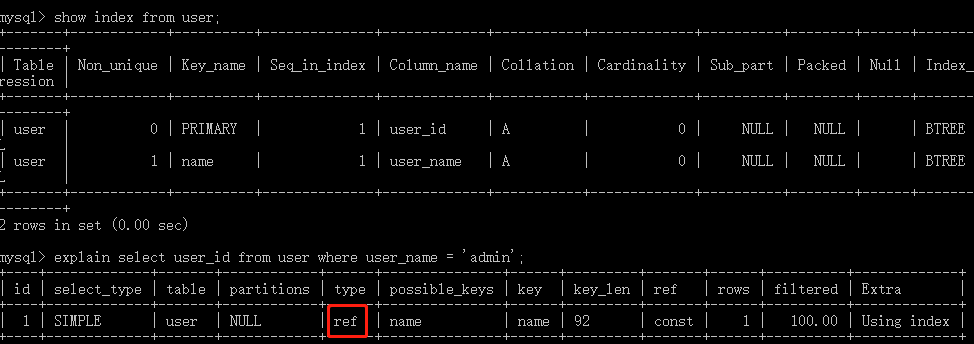 mysql> show index from user;
+-------+------------+----------+--------------+-------------+-----------+-------------+----------+--------+------+-------
--------+
| Table | Non_unique | Key_name | Seq_in_index | Column_name | Collation | Cardinality | Sub_part | Packed | Null | Index_
ression |
+-------+------------+----------+--------------+-------------+-----------+-------------+----------+--------+------+-------
--------+
| user | 0 | PRIMARY | 1 | user_id | A | 0 | NULL | NULL | | BTREE
|
| user | 1 | name | 1 | user_name | A | 0 | NULL | NULL | | BTREE
|
+-------+------------+----------+--------------+-------------+-----------+-------------+----------+--------+------+-------
--------+
2 rows in set (0.00 sec)
mysql> explain select user_id from user where user_name = 'admin';
+----+-------------+-------+------------+------+---------------+------+---------+-------+------+----------+-------------+
| id | select_type | table | partitions | type | possible_keys | key | key_len | ref | rows | filtered | Extra |
+----+-------------+-------+------------+------+---------------+------+---------+-------+------+----------+-------------+
| 1 | SIMPLE | user | NULL | ref | name | name | 92 | const | 1 | 100.00 | Using index |
+----+-------------+-------+------------+------+---------------+------+---------+-------+------+----------+-------------+